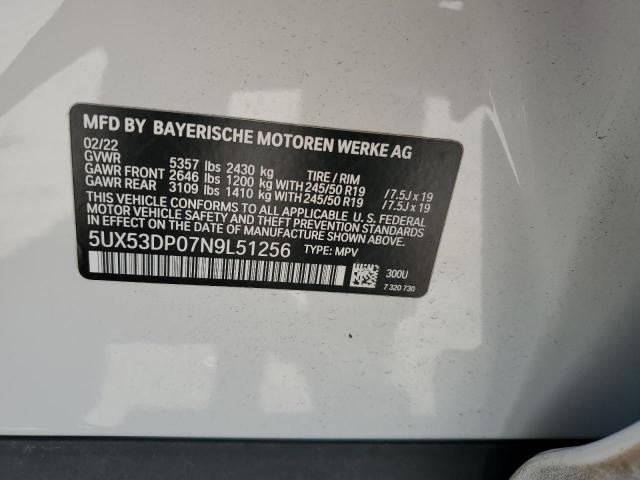 MFD BY BAYERISCHE MOTOREN WERKE AG
02/22
GVWR 5357 lbs 2430 kg TIRE / RIM
GAWR FRONT 2646 lbs 1200 kg WITH 245/50 R19 /7.5J x 19
GAWR REAR 3109 lbs 1410 kg WITH 245/50 R19 /7.5J x 19
THIS VEHICLE CONFORMS TO ALL APPLICABLE U.S. FEDERAL
MOTOR VEHICLE SAFETY, AND THEFT PREVENTION STANDARDS
IN EFFECT ON THE DATE OF MANUFACTURE SHOWN ABOVE.
5UX53DP07N9L51256 TYPE: MPV
300U
7 320 730